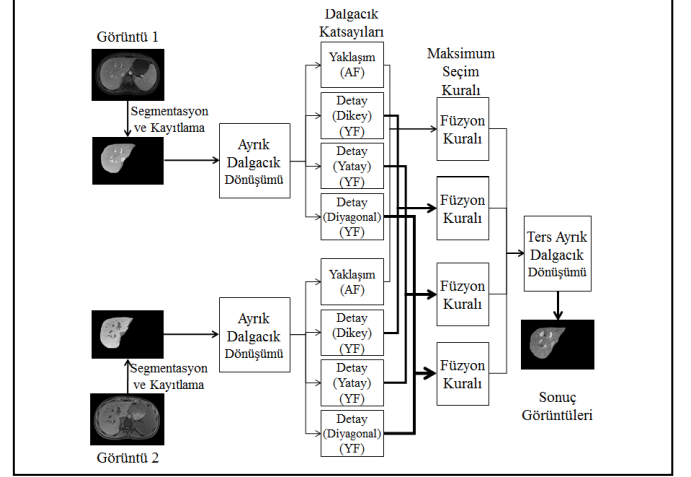 Görüntü 1
Segmentasyon
ve Kayıtlama
Ayrık
Dalgacık
Dönüşümü
Dalgacık
Katsayıları
Yaklaşım
(AF)
Detay
(Dikey)
(YF)
Detay
(Yatay)
(YF)
Detay
(Diyagonal)
(YF)
Maksimum
Seçim
Kuralı
Füzyon
Kuralı
Füzyon
Kuralı
Füzyon
Kuralı
Füzyon
Kuralı
Ters Ayrık
Dalgacık
Dönüşümü
Sonuç
Görüntüleri
Yaklaşım
(AF)
Detay
(Dikey)
(YF)
Detay
(Yatay)
(YF)
Detay
(Diyagonal)
(YF)
Ayrık
Dalgacık
Dönüşümü
Segmentasyon
ve Kayıtlama
Görüntü 2